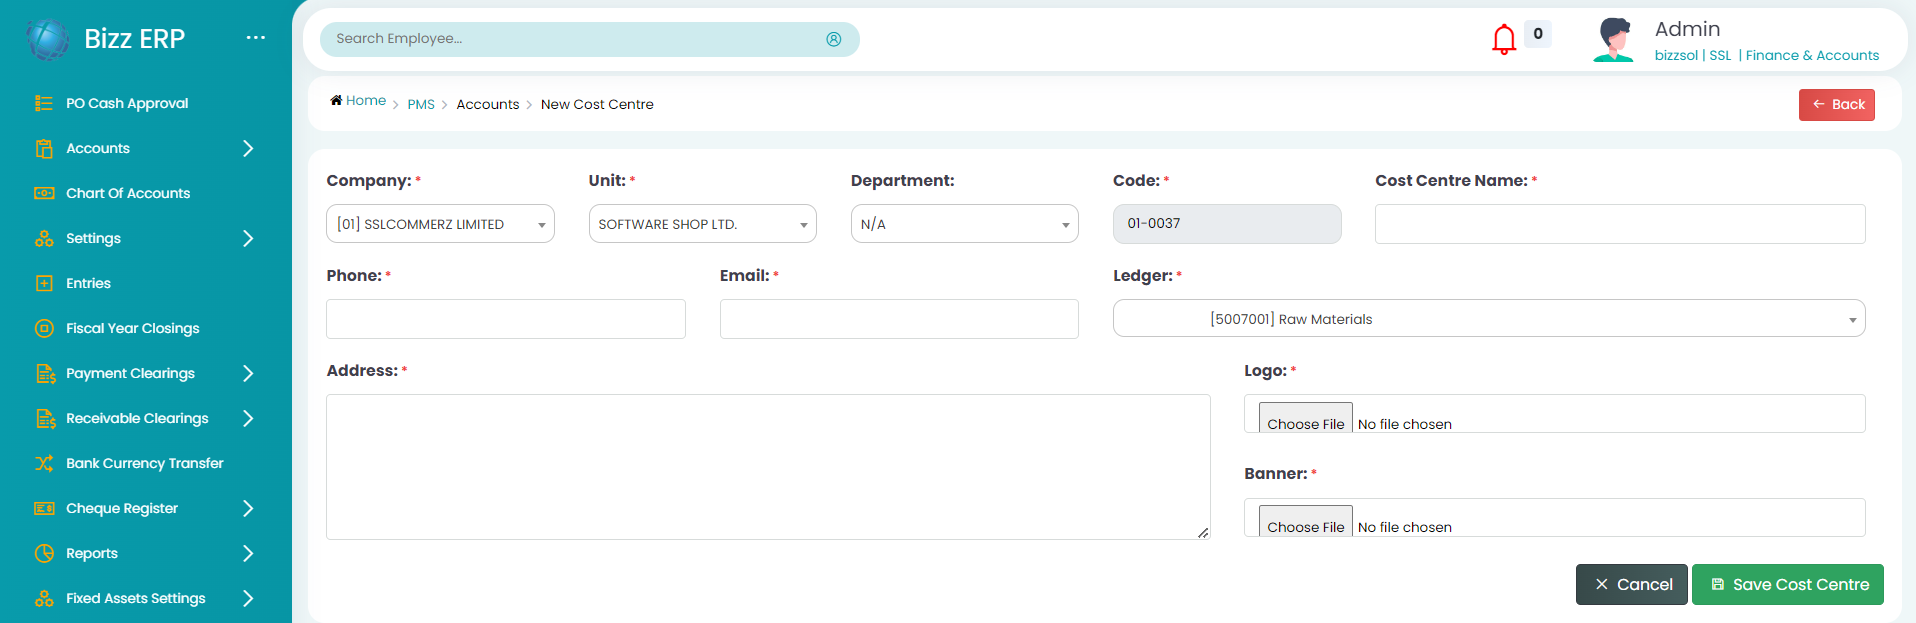 Bizz ERP
PO Cash Approval
Accounts
Chart Of Accounts
Settings
Entries
Fiscal Year Closings
Payment Clearings
Receivable Clearings
Bank Currency Transfer
Cheque Register
Reports
Fixed Assets Settings
Search Employee...
0
Admin
bizzsol | SSL | Finance & Accounts
Home > PMS > Accounts > New Cost Centre
← Back
Company: * Unit: * Department: Code: * Cost Centre Name: *
[01] SSLCOMMERZ LIMITED SOFTWARE SHOP LTD. N/A 01-0037
Phone: * Email: * Ledger: *
[5007001] Raw Materials
Address: * Logo: *
Choose File No file chosen
Banner: *
Choose File No file chosen
Cancel Save Cost Centre